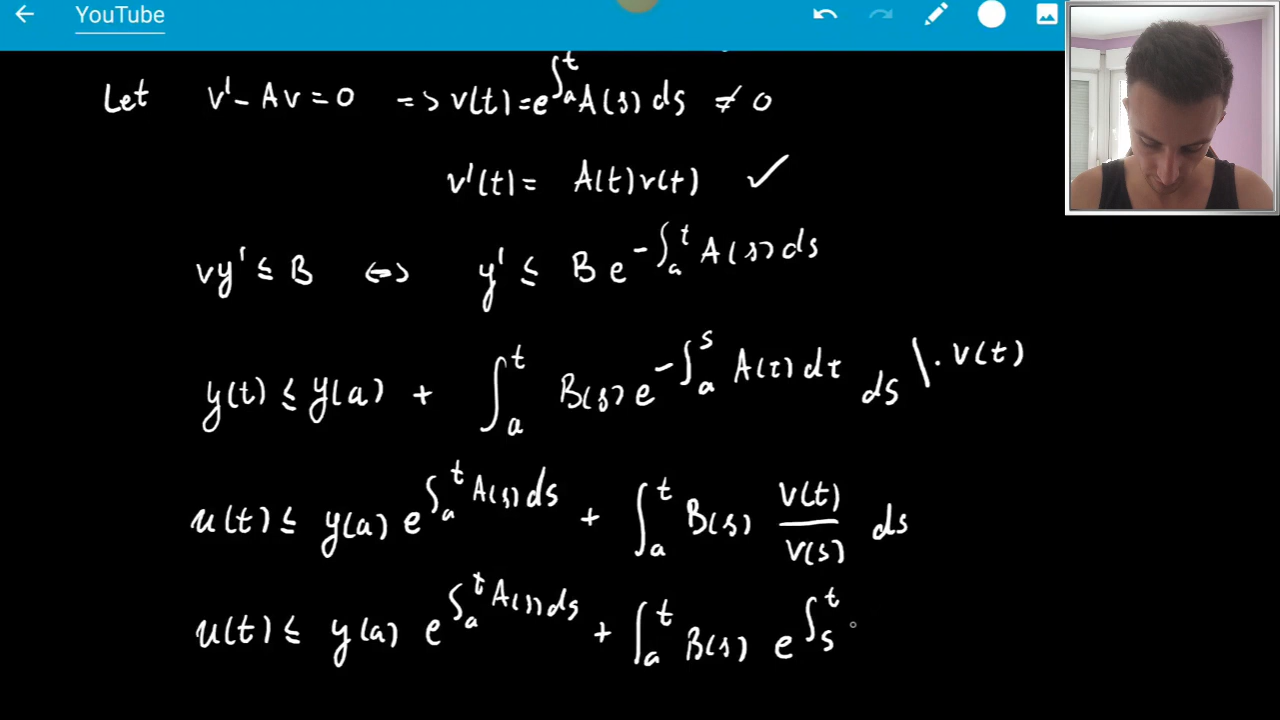 YouTube
Let v' - Av = 0 => v(t) = e^{∫_a^t A(s) ds} ≠ 0
v'(t) = A(t)v(t) ✓
vy' ≤ B <=> y' ≤ B e^{-∫_a^t A(s) ds}
y(t) ≤ y(a) + ∫_a^t B(s) e^{-∫_a^s A(t) dt} ds \ · v(t)
u(t) ≤ y(a) e^{∫_a^t A(s) ds} + ∫_a^t B(s) v(t)/v(s) ds
u(t) ≤ y(a) e^{∫_a^t A(s) ds} + ∫_a^t B(s) e^{∫_s^t